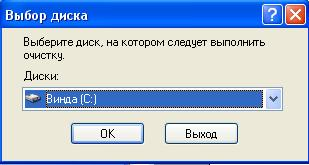 Выбор диска
Выберите диск, на котором следует выполнить
очистку.
Диски:
Винда (C:)
OK
Выход